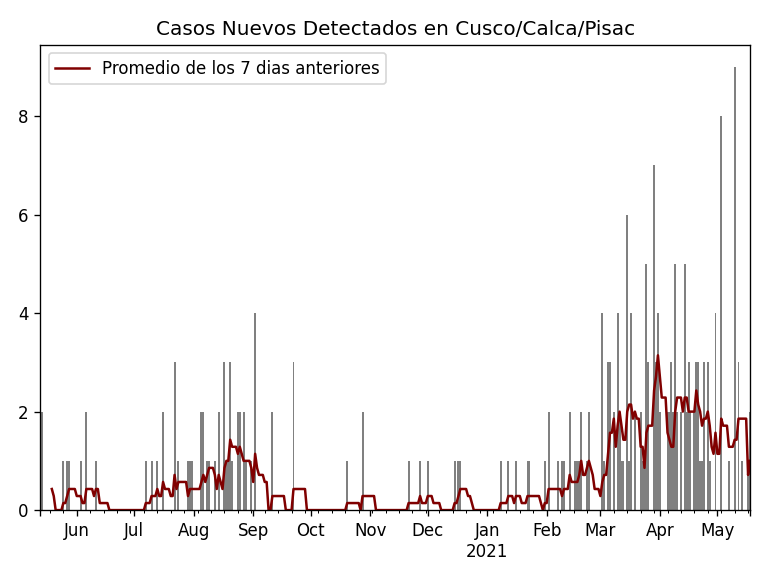 Casos Nuevos Detectados en Cusco/Calca/Pisac
Promedio de los 7 dias anteriores
8
6
4
2
0
Jun Jul Aug Sep Oct Nov Dec Jan Feb Mar Apr May
2021